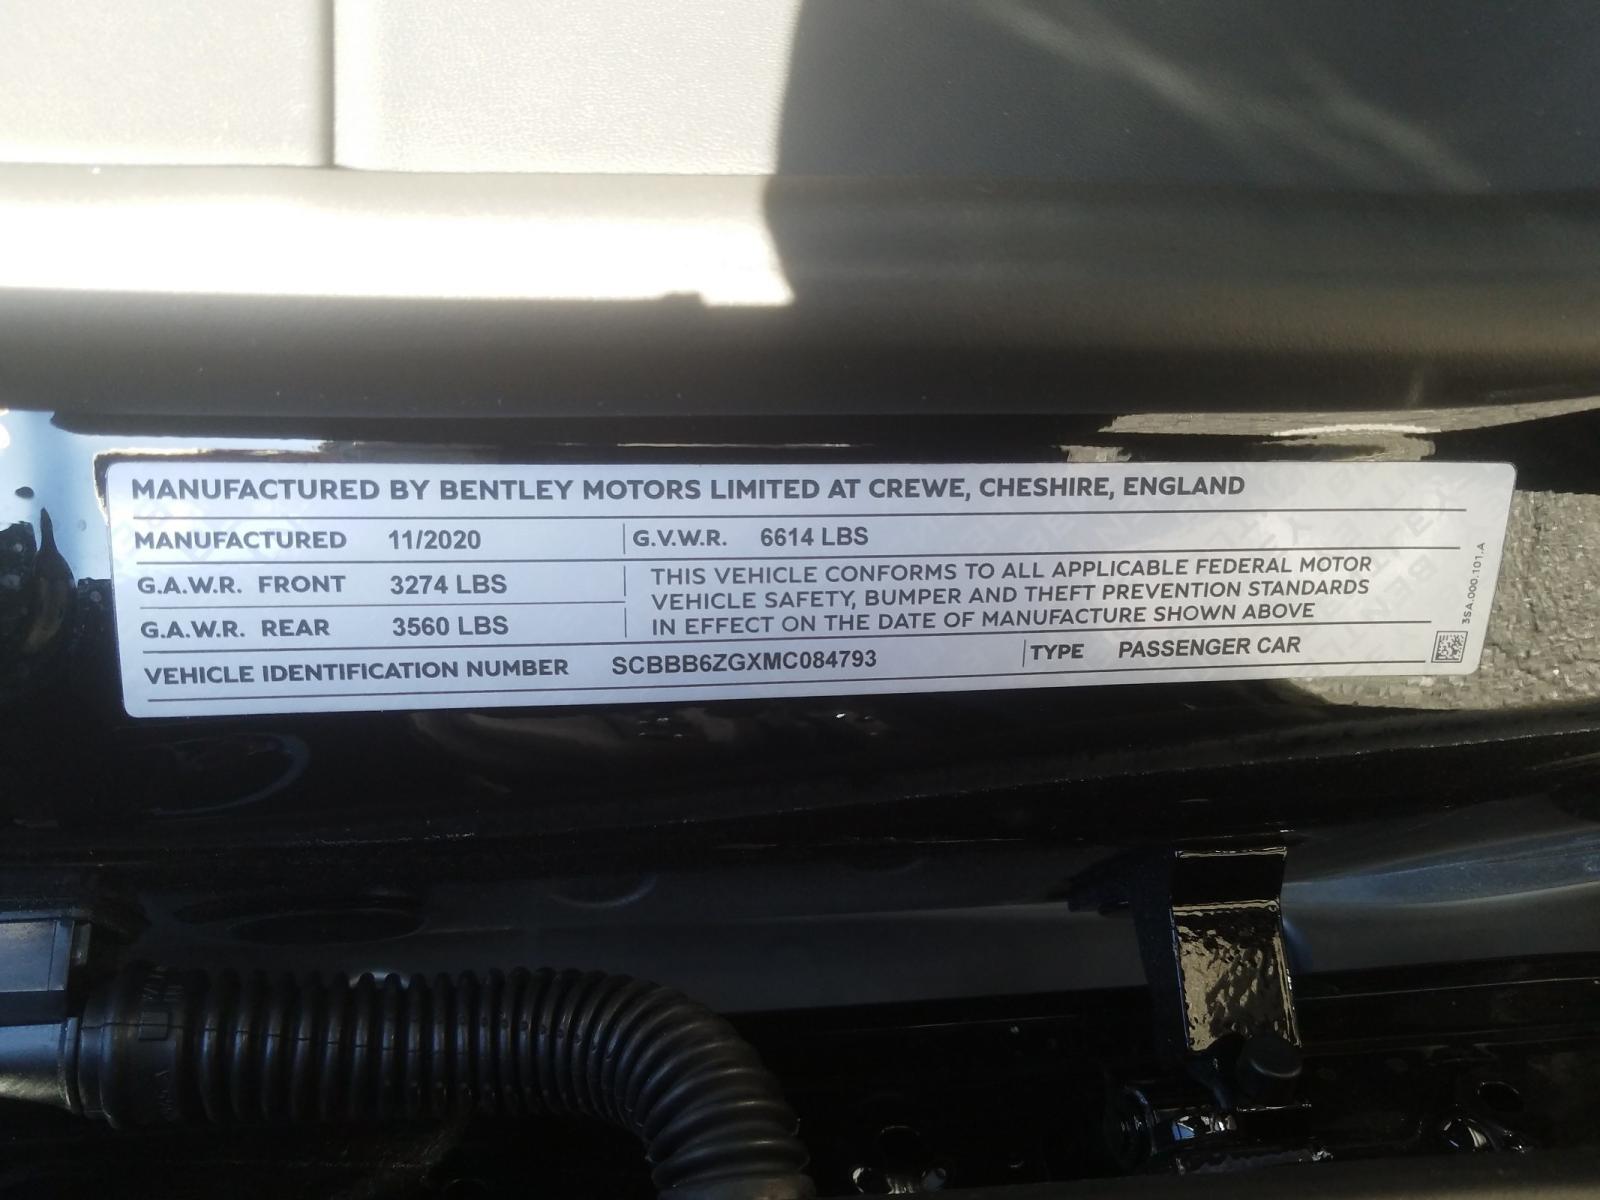 MANUFACTURED BY BENTLEY MOTORS LIMITED AT CREWE, CHESHIRE, ENGLAND
MANUFACTURED 11/2020 G.V.W.R. 6614 LBS
G.A.W.R. FRONT 3274 LBS
G.A.W.R. REAR 3560 LBS
THIS VEHICLE CONFORMS TO ALL APPLICABLE FEDERAL MOTOR
VEHICLE SAFETY, BUMPER AND THEFT PREVENTION STANDARDS
IN EFFECT ON THE DATE OF MANUFACTURE SHOWN ABOVE
VEHICLE IDENTIFICATION NUMBER SCBBB6ZGXMC084793 TYPE PASSENGER CAR
3SA.000.101.A